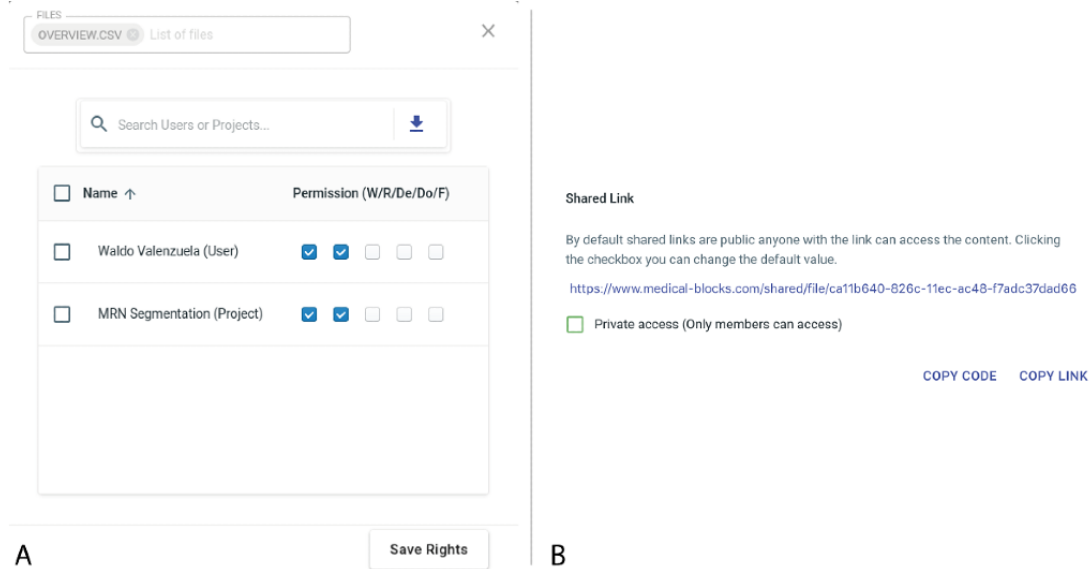 FILES
OVERVIEW.CSV List of files
Search Users or Projects...
Name Permission (W/R/De/Do/F)
Waldo Valenzuela (User)
MRN Segmentation (Project)
Save Rights
A
Shared Link
By default shared links are public anyone with the link can access the content. Clicking
the checkbox you can change the default value.
https://www.medical-blocks.com/shared/file/ca11b640-826c-11ec-ac48-f7adc37dad66
Private access (Only members can access)
COPY CODE COPY LINK
B